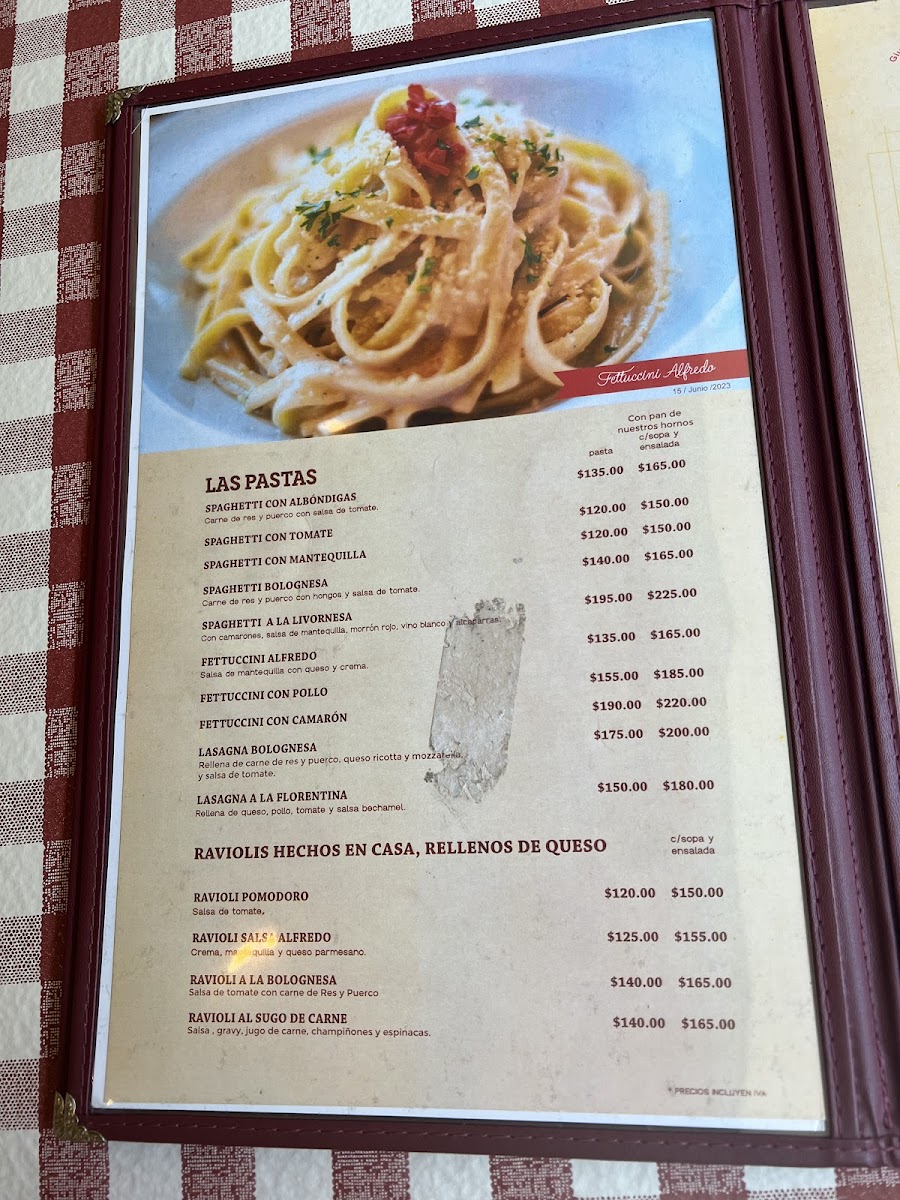 Fettuccini Alfredo
15 / Junio /2023
Con pan de
nuestros hornos
c/sopa y
ensalada
pasta
LAS PASTAS
SPAGHETTI CON ALBÓNDIGAS $135.00 $165.00
Carne de res y puerco con salsa de tomate.
SPAGHETTI CON TOMATE $120.00 $150.00
SPAGHETTI CON MANTEQUILLA $120.00 $150.00
SPAGHETTI BOLOGNESA $140.00 $165.00
Carne de res y puerco con hongos y salsa de tomate.
SPAGHETTI A LA LIVORNESA $195.00 $225.00
Con camarones, salsa de mantequilla, morrón rojo, vino blanco y alcaparras.
FETTUCCINI ALFREDO $135.00 $165.00
Salsa de mantequilla con queso y crema.
FETTUCCINI CON POLLO $155.00 $185.00
FETTUCCINI CON CAMARÓN $190.00 $220.00
LASAGNA BOLOGNESA $175.00 $200.00
Rellena de carne de res y puerco, queso ricotta y mozzarella,
y salsa de tomate.
LASAGNA A LA FLORENTINA $150.00 $180.00
Rellena de queso, pollo, tomate y salsa bechamel.
RAVIOLIS HECHOS EN CASA, RELLENOS DE QUESO
c/sopa y
ensalada
RAVIOLI POMODORO $120.00 $150.00
Salsa de tomate.
RAVIOLI SALSA ALFREDO $125.00 $155.00
Crema, mantequilla y queso parmesano.
RAVIOLI A LA BOLOGNESA $140.00 $165.00
Salsa de tomate con carne de Res y Puerco
RAVIOLI AL SUGO DE CARNE $140.00 $165.00
Salsa , gravy, jugo de carne, champiñones y espinacas.
* PRECIOS INCLUYEN IVA